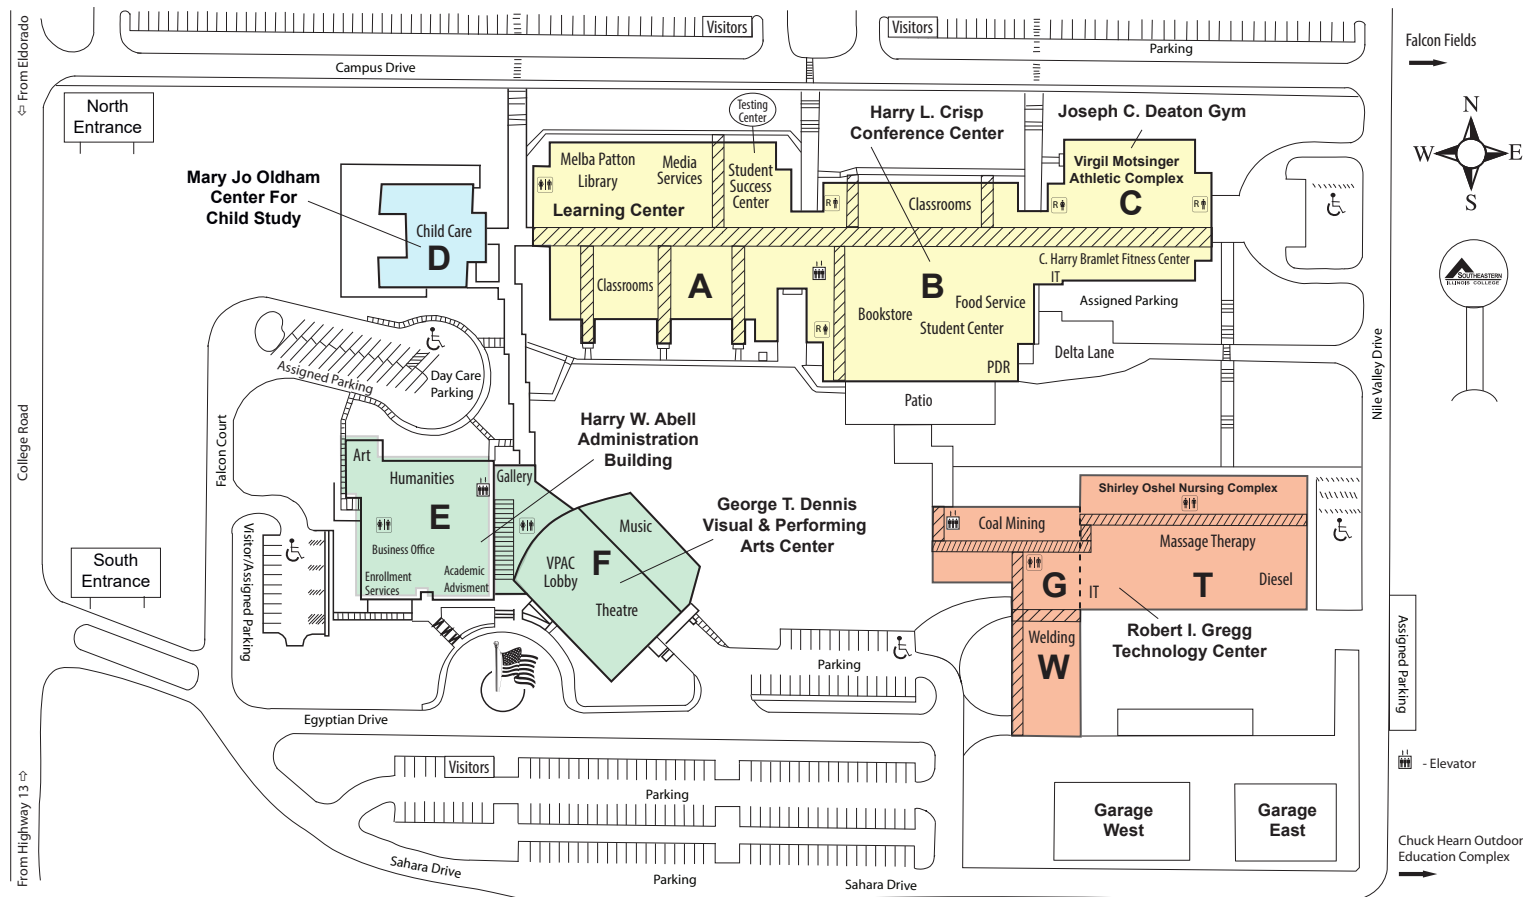 From Eldorado
Visitors
Visitors
Parking
Falcon Fields
Campus Drive
North
Entrance
Testing
Center
Harry L. Crisp
Conference Center
Joseph C. Deaton Gym
N
W
E
S
Mary Jo Oldham
Center For
Child Study
Melba Patton
Library
Media
Services
Student
Success
Center
Learning Center
R
Classrooms
Virgil Motsinger
Athletic Complex
C
R
R
Child Care
D
Classrooms
A
B
C. Harry Bramlet Fitness Center
IT
Bookstore
Food Service
Student Center
R
PDR
Assigned Parking
Delta Lane
Patio
SOUTHEASTERN
ILLINOIS COLLEGE
Nile Valley Drive
Assigned Parking
Day Care
Parking
College Road
Falcon Court
Harry W. Abell
Administration
Building
Art
Humanities
Gallery
E
Business Office
Enrollment
Services
Academic
Advisment
George T. Dennis
Visual & Performing
Arts Center
Music
VPAC
Lobby
F
Theatre
Shirley Oshel Nursing Complex
Coal Mining
Massage Therapy
G
IT
T
Diesel
Welding
W
Robert I. Gregg
Technology Center
South
Entrance
Visitor/Assigned Parking
Parking
Assigned Parking
Egyptian Drive
Visitors
Parking
Garage
West
Garage
East
- Elevator
From Highway 13
Sahara Drive
Parking
Sahara Drive
Chuck Hearn Outdoor
Education Complex